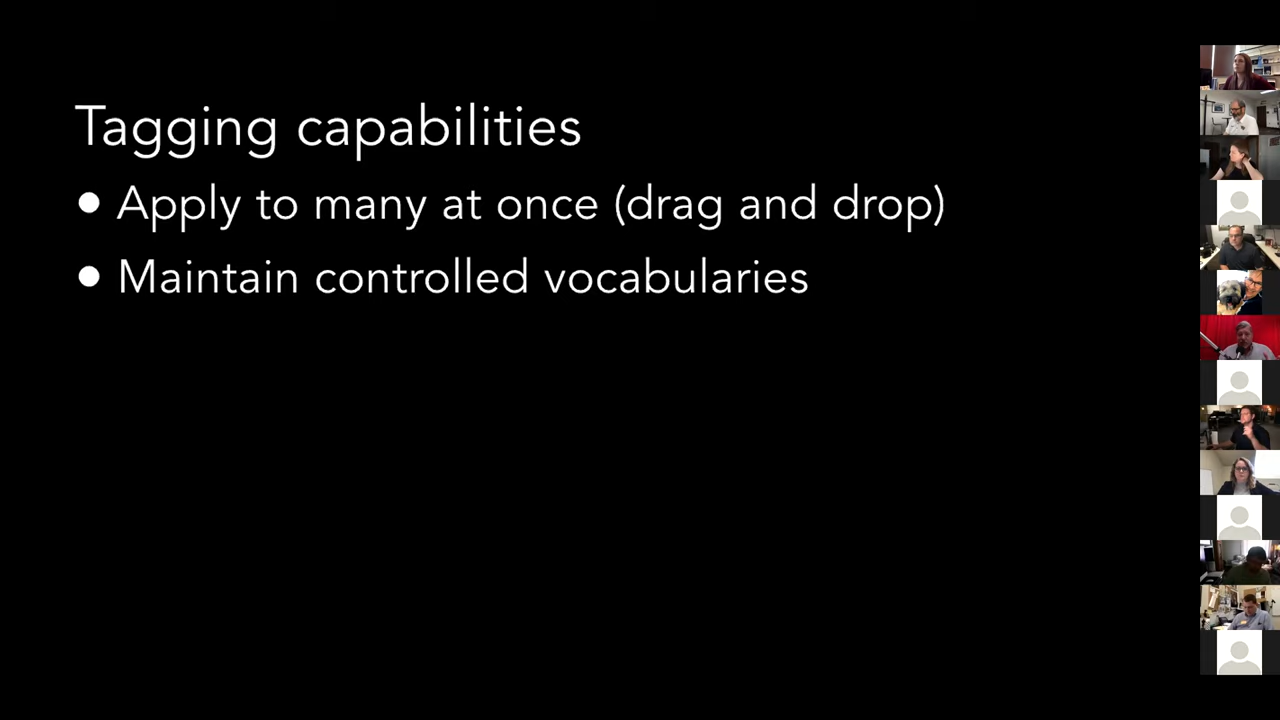 Tagging capabilities
● Apply to many at once (drag and drop)
● Maintain controlled vocabularies